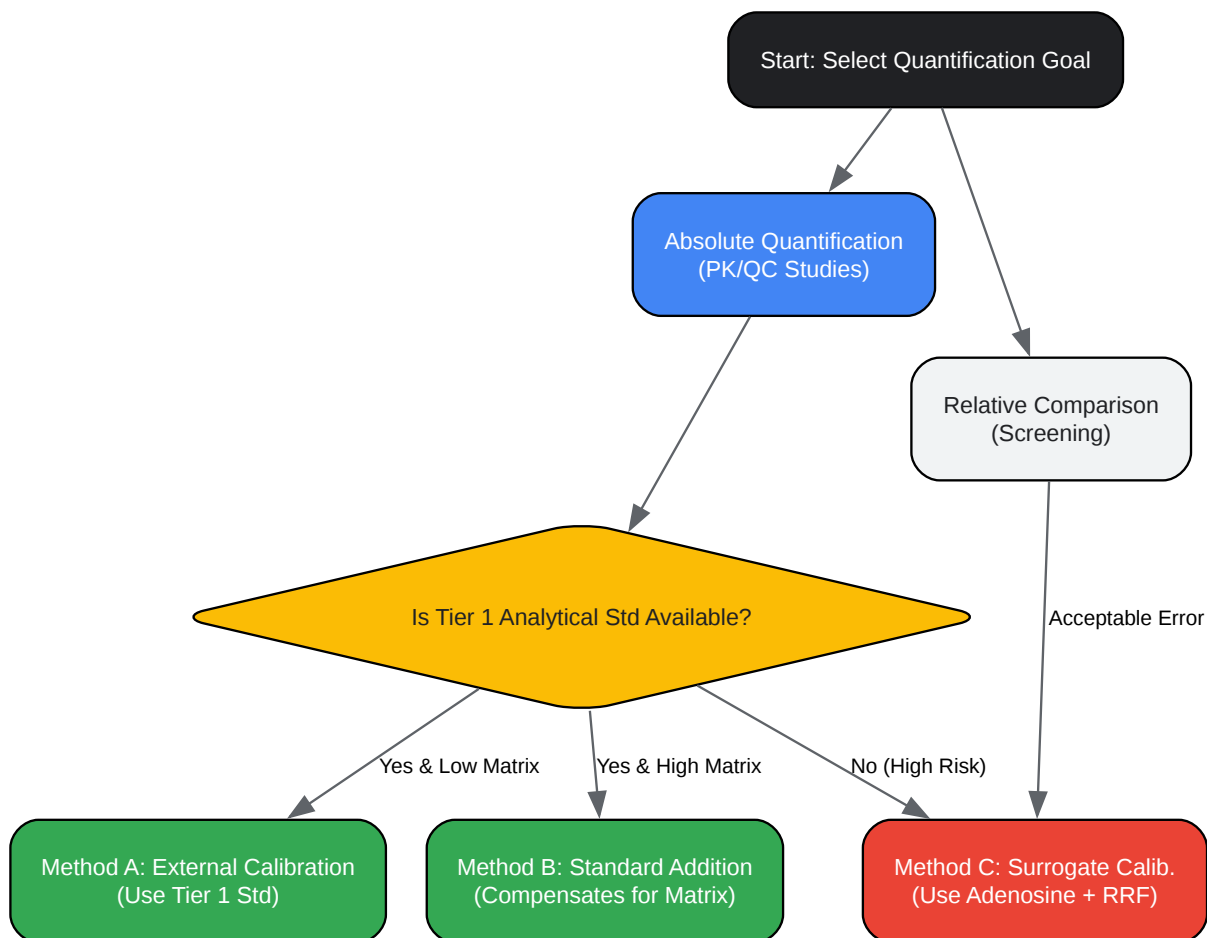 Start: Select Quantification Goal
Absolute Quantification
(PK/QC Studies)
Relative Comparison
(Screening)
Is Tier 1 Analytical Std Available?
Acceptable Error
Yes & Low Matrix
Yes & High Matrix
No (High Risk)
Method A: External Calibration
(Use Tier 1 Std)
Method B: Standard Addition
(Compensates for Matrix)
Method C: Surrogate Calib.
(Use Adenosine + RRF)